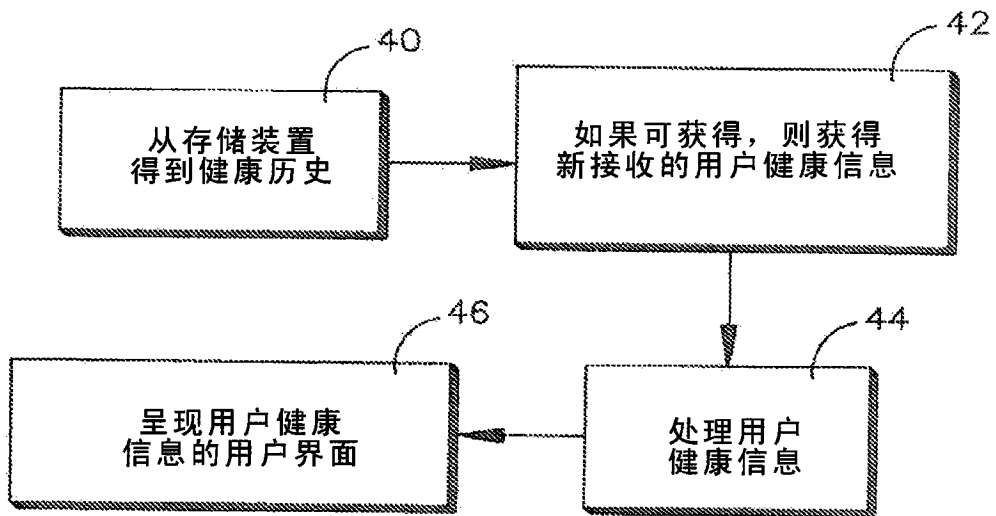 40
从存储装置
得到健康历史
42
如果可获得，则获得
新接收的用户健康信息
44
处理用户
健康信息
46
呈现用户健康
信息的用户界面